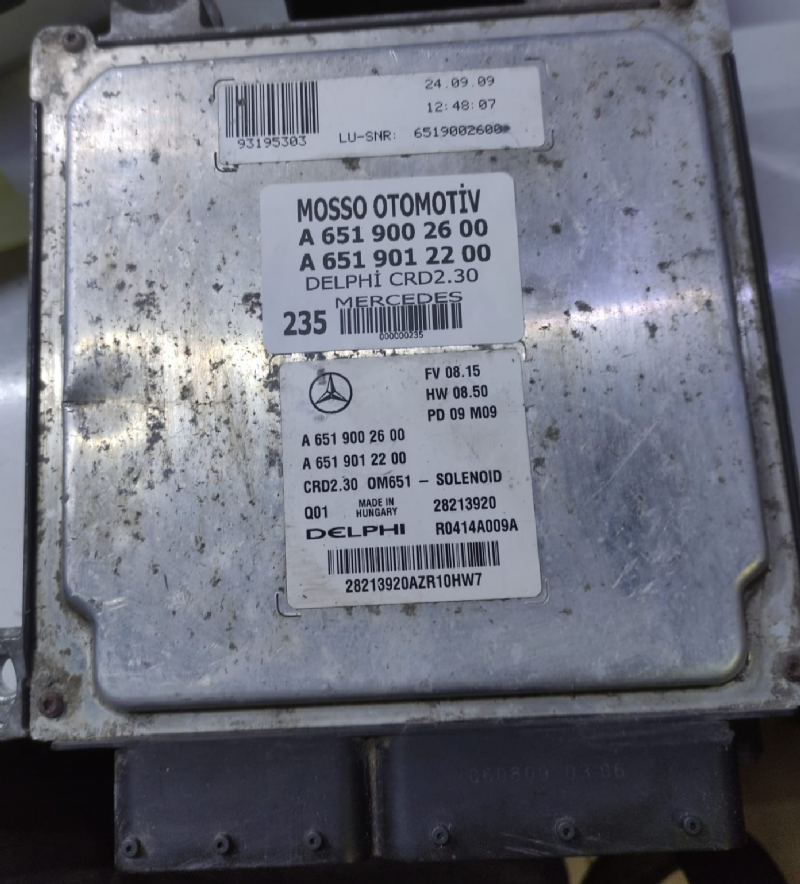 24.09.09
12:48:07
93195303
LU-SNR: 6519002600
MOSSO OTOMOTİV
A 651 900 26 00
A 651 901 22 00
DELPHİ CRD2.30
MERCEDES
235
000000235
FV 08.15
HW 08.50
PD 09 M09
A 651 900 26 00
A 651 901 22 00
CRD2.30 OM651 - SOLENOID
Q01 MADE IN HUNGARY 28213920
DELPHI R0414A009A
28213920AZR10HW7